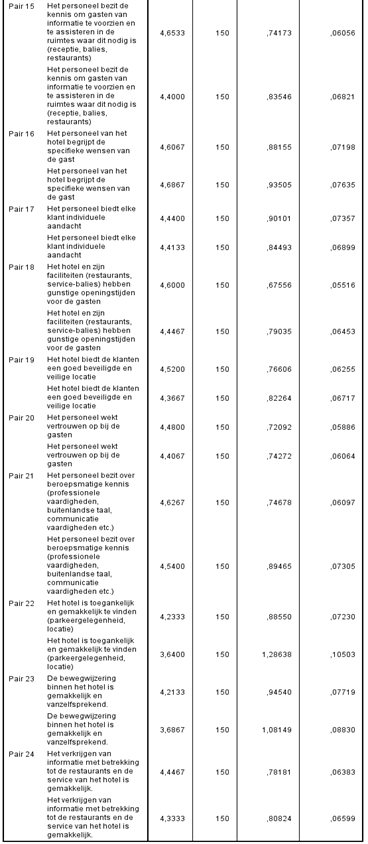 Pair 15 Het personeel bezit de
kennis om gasten van
informatie te voorzien en
te assisteren in de 4,6533 150 ,74173 ,06056
ruimtes waar dit nodig is
(receptie, balies,
restaurants)
Het personeel bezit de
kennis om gasten van
informatie te voorzien en
te assisteren in de 4,4000 150 ,83546 ,06821
ruimtes waar dit nodig is
(receptie, balies,
restaurants)
Pair 16 Het personeel van het
hotel begrijpt de 4,6067 150 ,88155 ,07198
specifieke wensen van
de gast
Het personeel van het
hotel begrijpt de 4,6867 150 ,93505 ,07635
specifieke wensen van
de gast
Pair 17 Het personeel biedt elke
klant individuele 4,4400 150 ,90101 ,07357
aandacht
Het personeel biedt elke
klant individuele 4,4133 150 ,84493 ,06899
aandacht
Pair 18 Het hotel en zijn
faciliteiten (restaurants,
service-balies) hebben 4,6000 150 ,67556 ,05516
gunstige openingstijden
voor de gasten
Het hotel en zijn
faciliteiten (restaurants,
service-balies) hebben 4,4467 150 ,79035 ,06453
gunstige openingstijden
voor de gasten
Pair 19 Het hotel biedt de klanten
een goed beveiligde en 4,5200 150 ,76606 ,06255
veilige locatie
Het hotel biedt de klanten
een goed beveiligde en 4,3667 150 ,82264 ,06717
veilige locatie
Pair 20 Het personeel wekt
vertrouwen op bij de 4,4800 150 ,72092 ,05886
gasten
Het personeel wekt
vertrouwen op bij de 4,4067 150 ,74272 ,06064
gasten
Pair 21 Het personeel bezit over
beroepsmatige kennis
(professionele
vaardigheden, 4,6267 150 ,74678 ,06097
buitenlandse taal,
communicatie
vaardigheden etc.)
Het personeel bezit over
beroepsmatige kennis
(professionele
vaardigheden, 4,5400 150 ,89465 ,07305
buitenlandse taal,
communicatie
vaardigheden etc.)
Pair 22 Het hotel is toegankelijk
en gemakkelijk te vinden 4,2333 150 ,88550 ,07230
(parkeergelegenheid,
locatie)
Het hotel is toegankelijk
en gemakkelijk te vinden 3,6400 150 1,28638 ,10503
(parkeergelegenheid,
locatie)
Pair 23 De bewegwijzering
binnen het hotel is 4,2133 150 ,94540 ,07719
gemakkelijk en
vanzelfsprekend.
De bewegwijzering
binnen het hotel is 3,6867 150 1,08149 ,08830
gemakkelijk en
vanzelfsprekend.
Pair 24 Het verkrijgen van
informatie met betrekking
tot de restaurants en de 4,4467 150 ,78181 ,06383
service van het hotel is
gemakkelijk.
Het verkrijgen van
informatie met betrekking
tot de restaurants en de 4,3333 150 ,80824 ,06599
service van het hotel is
gemakkelijk.